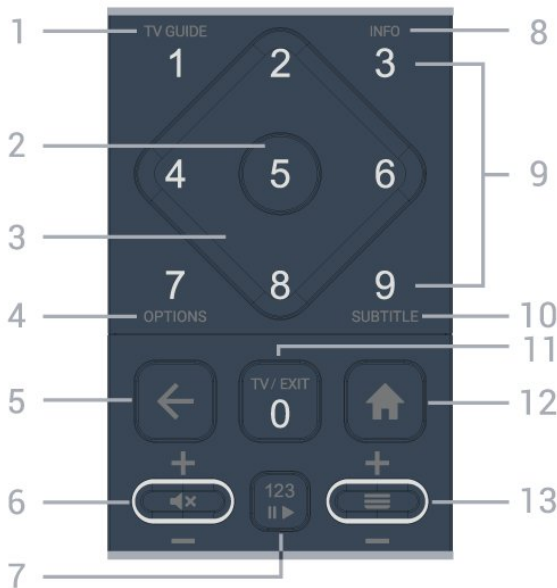 1 TV GUIDE INFO 8
1 2 3
2 4 5 6 9
3
7 8 9
4 OPTIONS SUBTITLE 10
11
5 TV / EXIT 12
0
+ +
6 123 13
− −
7